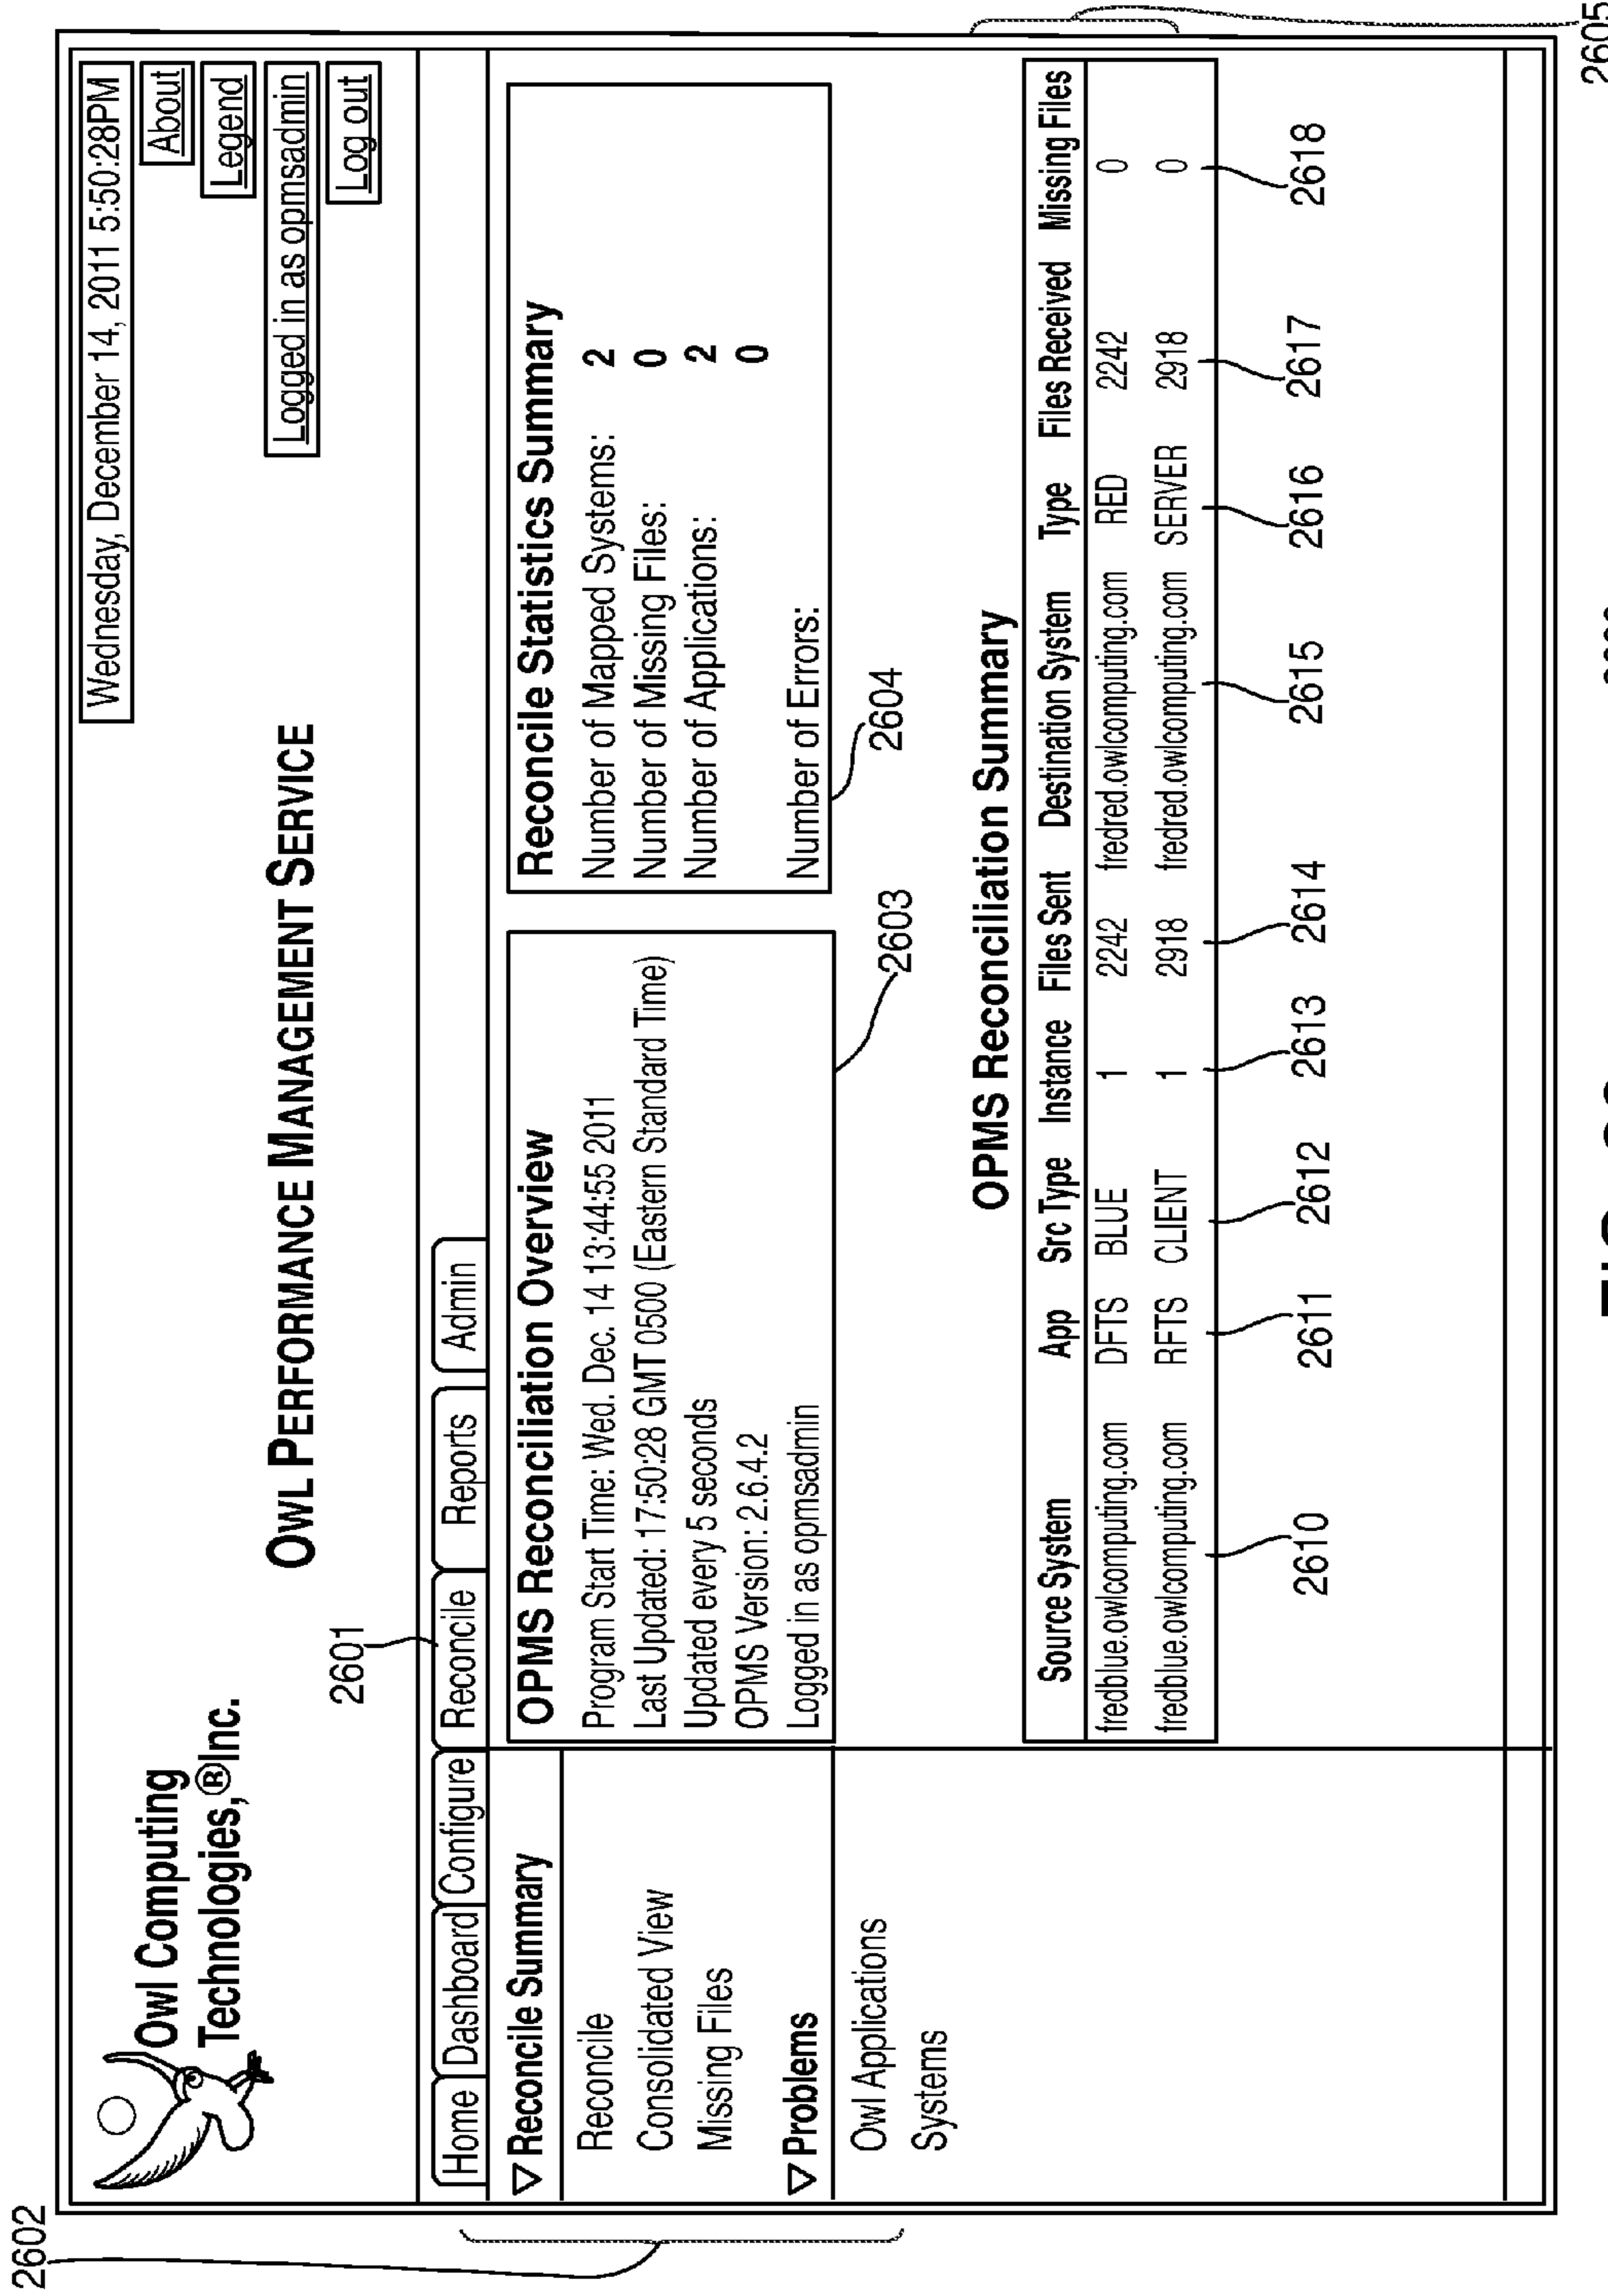 2602
Owl Computing
Technologies,®Inc.
Wednesday, December 14, 2011 5:50:28PM
About
Legend
OWL PERFORMANCE MANAGEMENT SERVICE
Logged in as opmsadmin
Log out
2601
Home Dashboard Configure Reconcile Reports Admin
▽ Reconcile Summary
Reconcile
Consolidated View
Missing Files
▽ Problems
Owl Applications
Systems
OPMS Reconciliation Overview
Program Start Time: Wed. Dec. 14 13:44:55 2011
Last Updated: 17:50:28 GMT 0500 (Eastern Standard Time)
Updated every 5 seconds
OPMS Version: 2.6.4.2
Logged in as opmsadmin
2603
Reconcile Statistics Summary
Number of Mapped Systems: 2
Number of Missing Files: 0
Number of Applications: 2
0
Number of Errors:
2604
OPMS Reconciliation Summary
Source System App Src Type Instance Files Sent Destination System Type Files Received Missing Files
fredblue.owlcomputing.com DFTS BLUE 1 2242 fredred.owlcomputing.com RED 2242 0
fredblue.owlcomputing.com RFTS CLIENT 1 2918 fredred.owlcomputing.com SERVER 2918 0
2610 2611 2612 2613 2614 2615 2616 2617 2618
2605